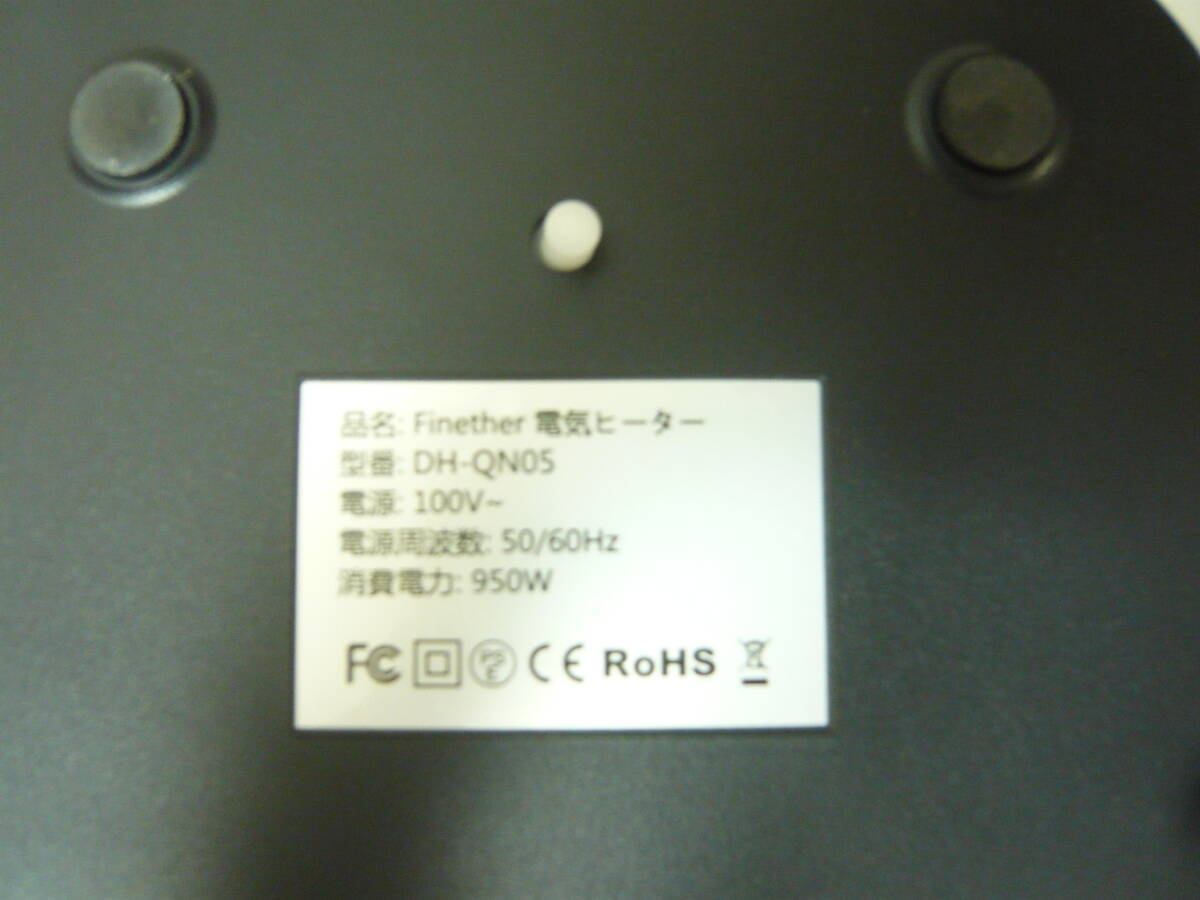 品名: Finether 電気ヒーター
型番: DH-QN05
電源: 100V~
電源周波数: 50/60Hz
消費電力: 950W
FC CE RoHS